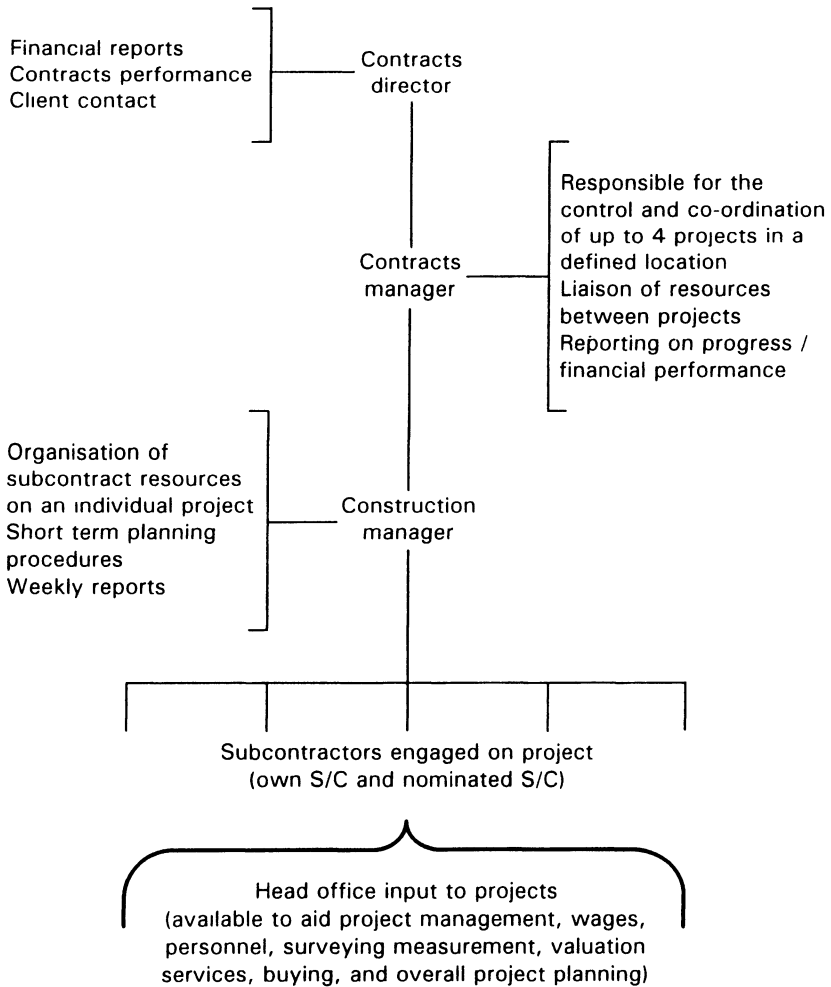 Financial reports
Contracts performance
Client contact
Contracts
director
Responsible for the
control and co-ordination
of up to 4 projects in a
defined location
Liaison of resources
between projects
Reporting on progress /
financial performance
Contracts
manager
Organisation of
subcontract resources
on an individual project
Short term planning
procedures
Weekly reports
Construction
manager
Subcontractors engaged on project
(own S/C and nominated S/C)
Head office input to projects
(available to aid project management, wages,
personnel, surveying measurement, valuation
services, buying, and overall project planning)